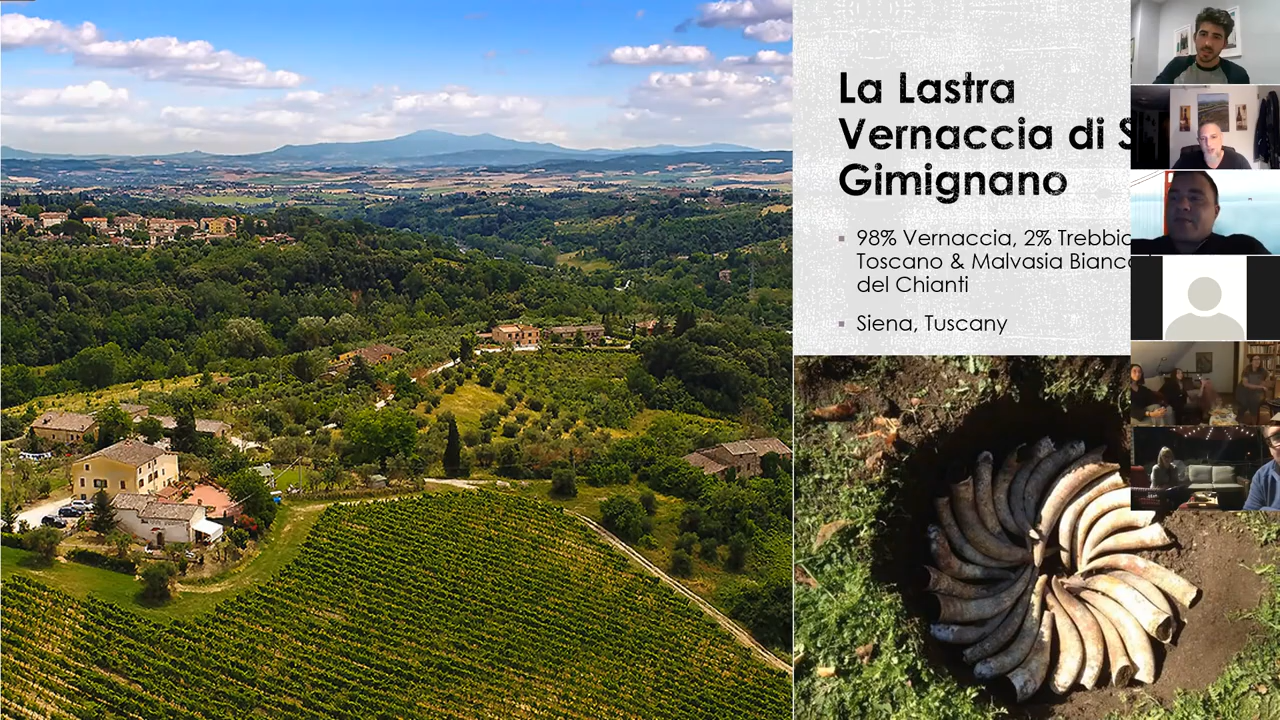 La Lastra
Vernaccia di S
Gimignano
98% Vernaccia, 2% Trebbia
Toscano & Malvasia Bianca
del Chianti
Siena, Tuscany